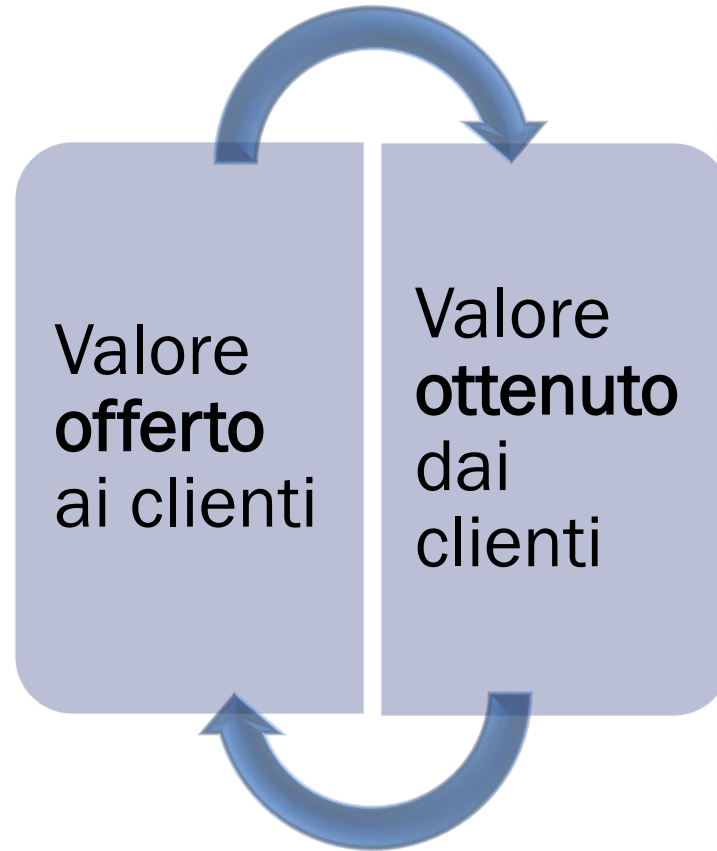 Valore
offerto
ai clienti
Valore
ottenuto
dai
clienti